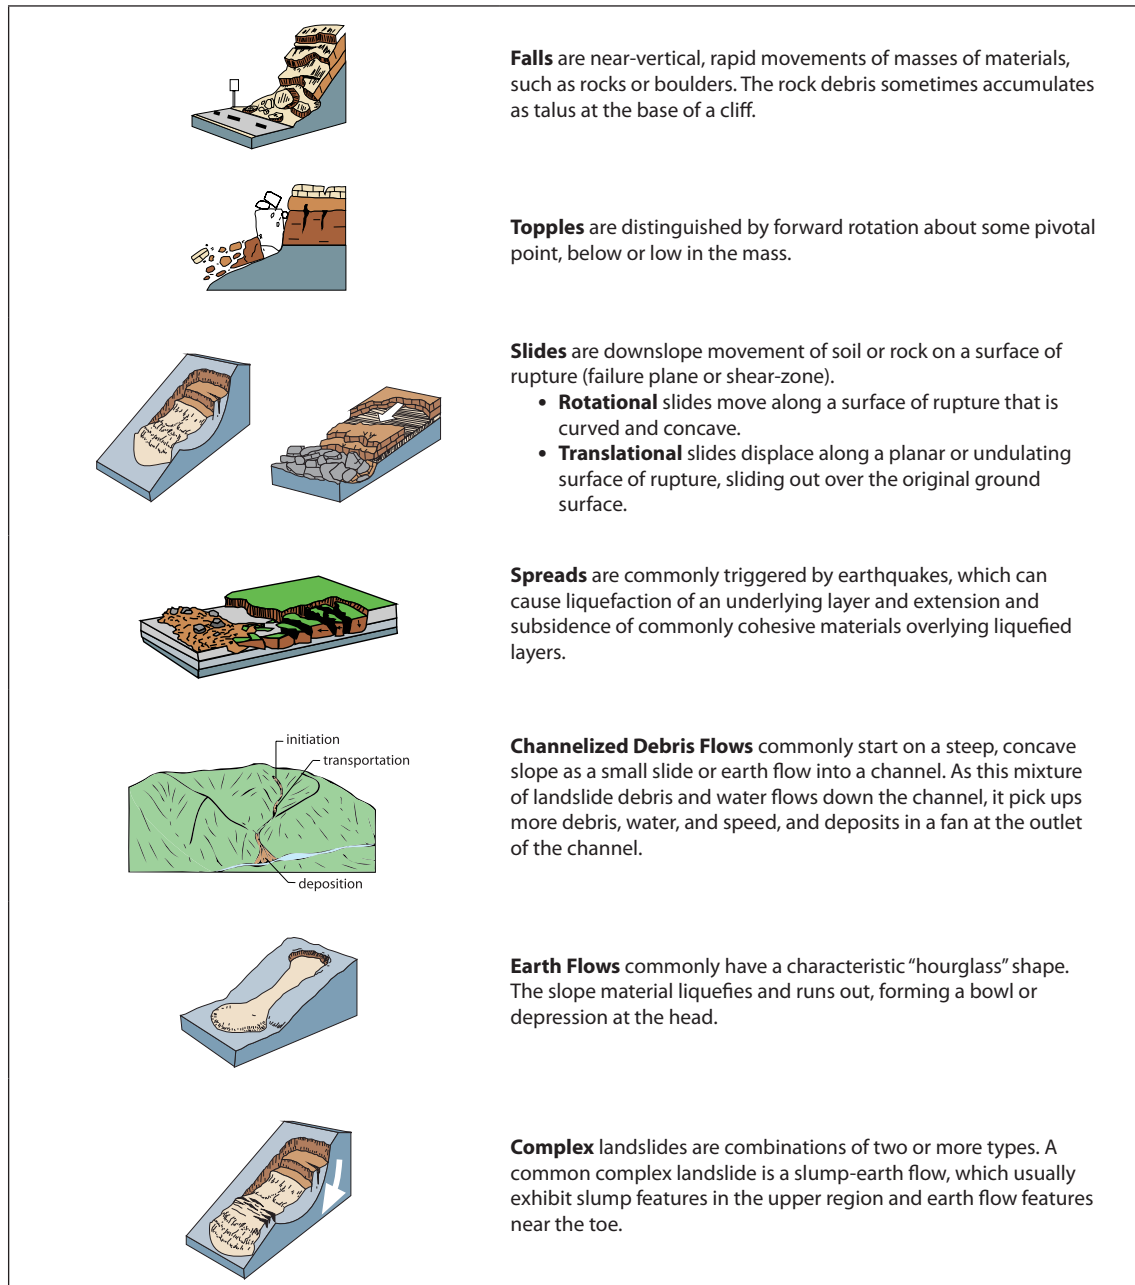 Falls are near-vertical, rapid movements of masses of materials,
such as rocks or boulders. The rock debris sometimes accumulates
as talus at the base of a cliff.
Topples are distinguished by forward rotation about some pivotal
point, below or low in the mass.
Slides are downslope movement of soil or rock on a surface of
rupture (failure plane or shear-zone).
• Rotational slides move along a surface of rupture that is
curved and concave.
• Translational slides displace along a planar or undulating
surface of rupture, sliding out over the original ground
surface.
Spreads are commonly triggered by earthquakes, which can
cause liquefaction of an underlying layer and extension and
subsidence of commonly cohesive materials overlying liquefied
layers.
initiation
transportation
deposition
Channelized Debris Flows commonly start on a steep, concave
slope as a small slide or earth flow into a channel. As this mixture
of landslide debris and water flows down the channel, it pick ups
more debris, water, and speed, and deposits in a fan at the outlet
of the channel.
Earth Flows commonly have a characteristic “hourglass” shape.
The slope material liquefies and runs out, forming a bowl or
depression at the head.
Complex landslides are combinations of two or more types. A
common complex landslide is a slump-earth flow, which usually
exhibit slump features in the upper region and earth flow features
near the toe.